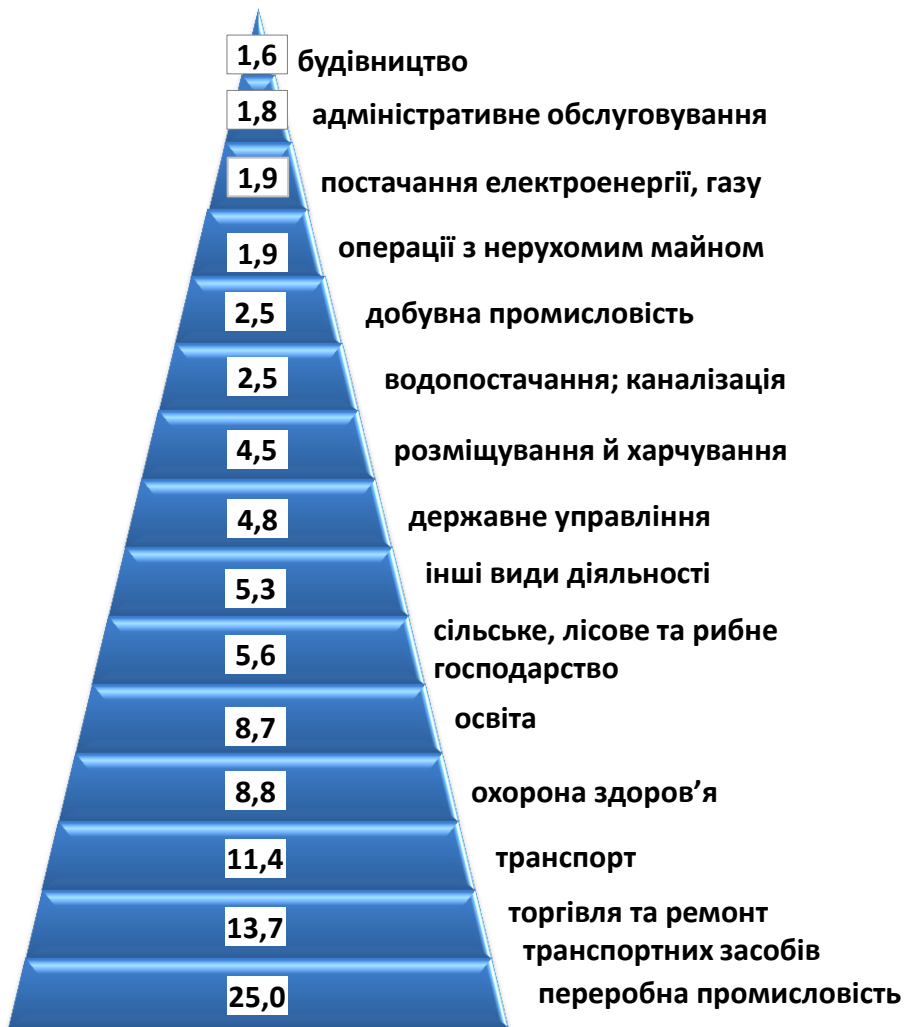 1,6 будівництво
1,8 адміністративне обслуговування
1,9 постачання електроенергії, газу
1,9 операції з нерухомим майном
2,5 добувна промисловість
2,5 водопостачання; каналізація
4,5 розміщування й харчування
4,8 державне управління
5,3 інші види діяльності
5,6 сільське, лісове та рибне
господарство
8,7 освіта
8,8 охорона здоров’я
11,4 транспорт
13,7 торгівля та ремонт
транспортних засобів
25,0 переробна промисловість